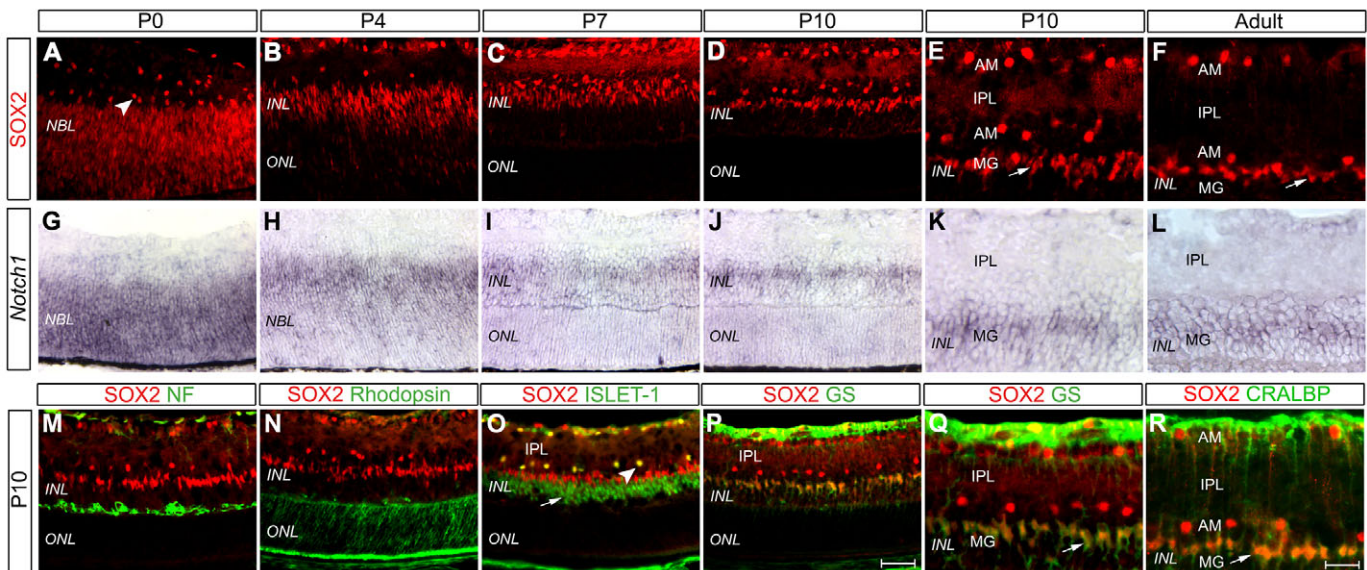 P0 P4 P7 P10 P10 Adult
SOX2
A B C D E F
NBL
INL
ONL
INL
ONL
INL
ONL
AM
IPL
AM
MG
INL
AM
IPL
AM
INL
MG
Notch1
G H I J K L
NBL
NBL
INL
ONL
INL
ONL
IPL
MG
INL
IPL
MG
INL
P10
SOX2 NF SOX2 Rhodopsin SOX2 ISLET-1 SOX2 GS SOX2 GS SOX2 CRALBP
M N O P Q R
INL
ONL
INL
ONL
IPL
INL
ONL
IPL
INL
ONL
IPL
MG
INL
AM
IPL
AM
INL
MG